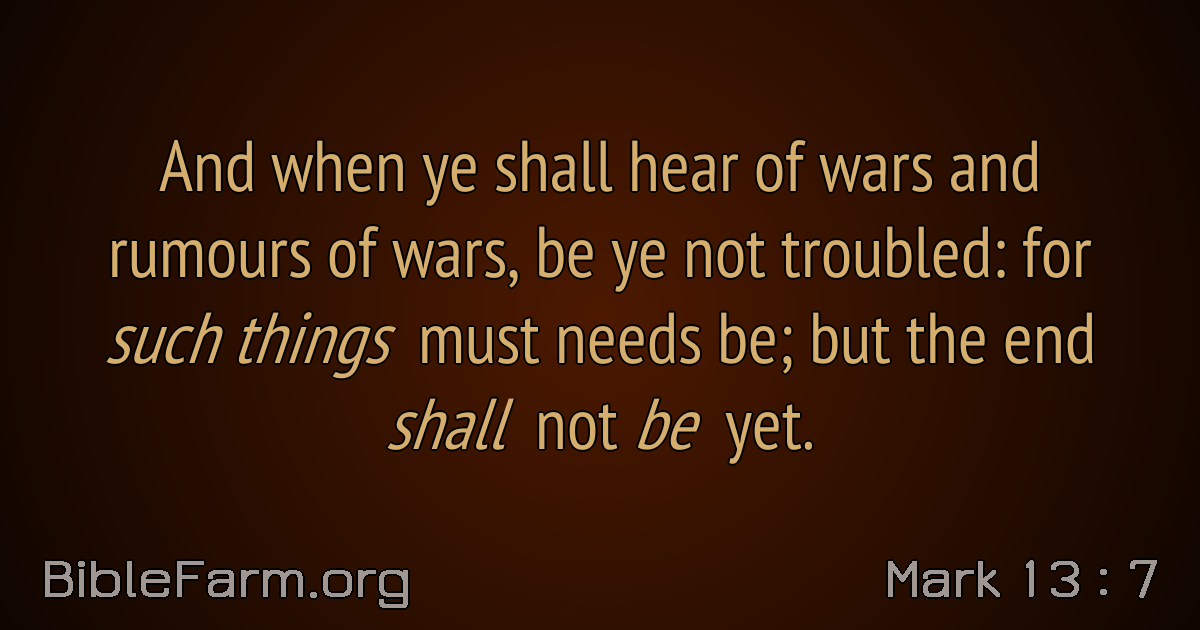 And when ye shall hear of wars and
rumours of wars, be ye not troubled: for
such things must needs be; but the end
shall not be yet.
BibleFarm.org
Mark 13 : 7